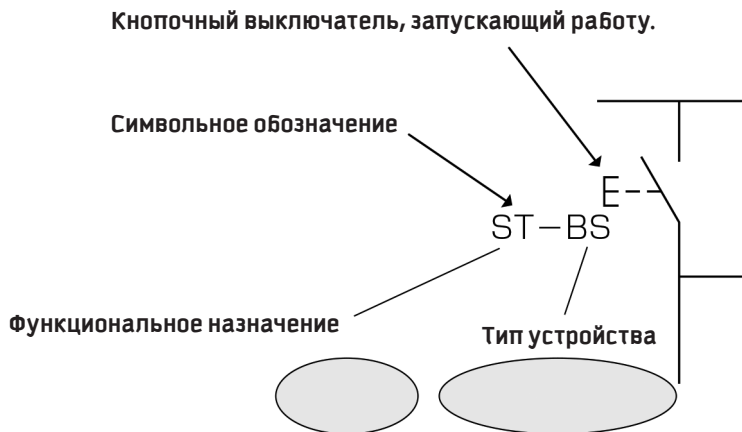 Кнопочный выключатель, запускающий работу.
Символьное обозначение
ST–BS
Функциональное назначение
Тип устройства